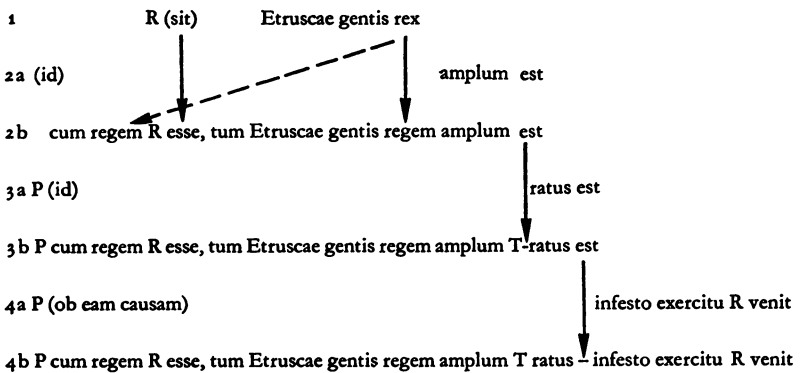 1 R (sit) Etruscae gentis rex
2a (id) amplum est
2b cum regem R esse, tum Etruscae gentis regem amplum est
3a P (id) ratus est
3b P cum regem R esse, tum Etruscae gentis regem amplum T-ratus est
4a P (ob eam causam) infesto exercitu R venit
4b P cum regem R esse, tum Etruscae gentis regem amplum T ratus – infesto exercitu R venit